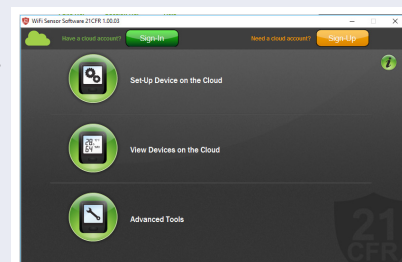 WiFi Sensor Software 21CFR 1.00.03
Have a cloud account? Sign-In Need a cloud account? Sign-Up
Set-Up Device on the Cloud
View Devices on the Cloud
Advanced Tools
21
CFR